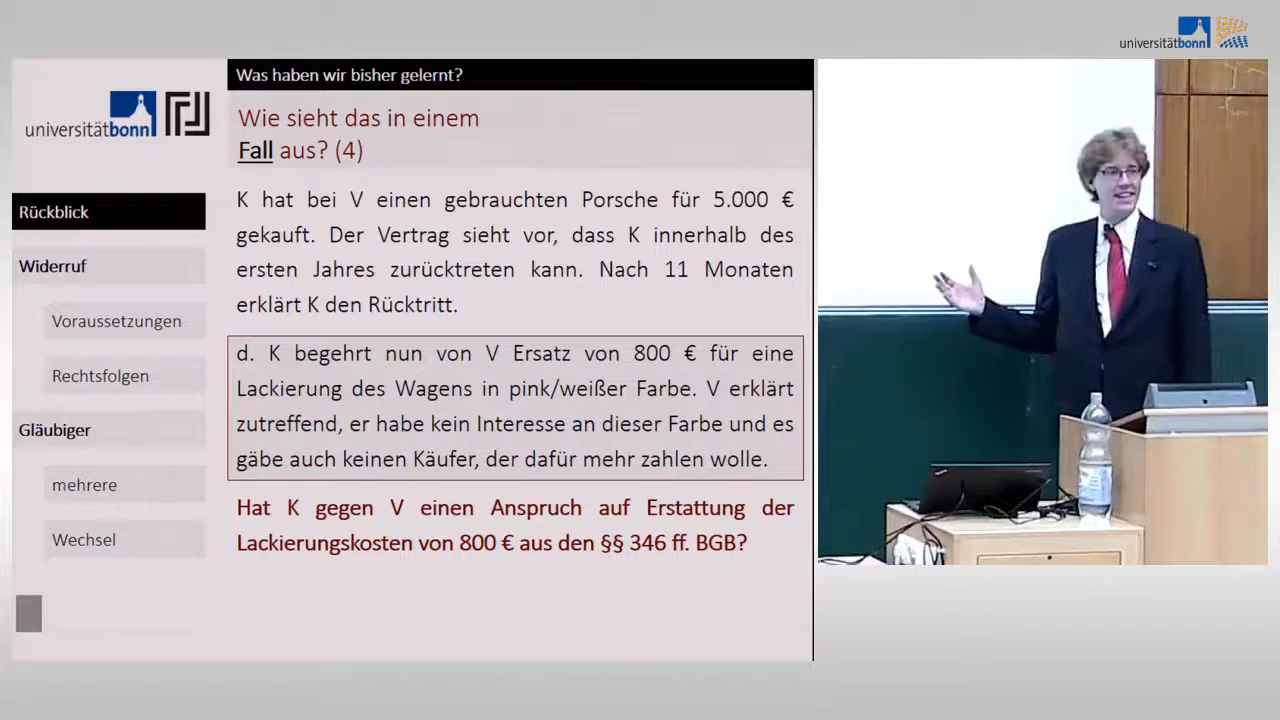 universitätbonn
Was haben wir bisher gelernt?
universitätbonn
Wie sieht das in einem
Fall aus? (4)
K hat bei V einen gebrauchten Porsche für 5.000 €
gekauft. Der Vertrag sieht vor, dass K innerhalb des
ersten Jahres zurücktreten kann. Nach 11 Monaten
erklärt K den Rücktritt.
d. K begehrt nun von V Ersatz von 800 € für eine
Lackierung des Wagens in pink/weißer Farbe. V erklärt
zutreffend, er habe kein Interesse an dieser Farbe und es
gäbe auch keinen Käufer, der dafür mehr zahlen wolle.
Hat K gegen V einen Anspruch auf Erstattung der
Lackierungskosten von 800 € aus den §§ 346 ff. BGB?
Rückblick
Widerruf
Voraussetzungen
Rechtsfolgen
Gläubiger
mehrere
Wechsel